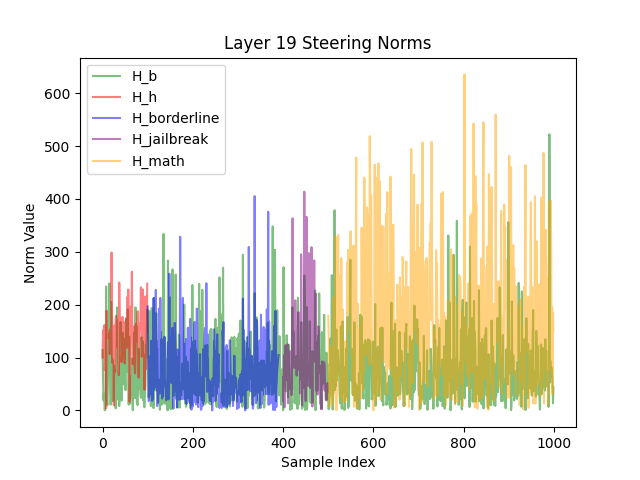 Layer 19 Steering Norms
H_b
H_h
H_borderline
H_jailbreak
H_math
Norm Value
600
500
400
300
200
100
0
0 200 400 600 800 1000
Sample Index